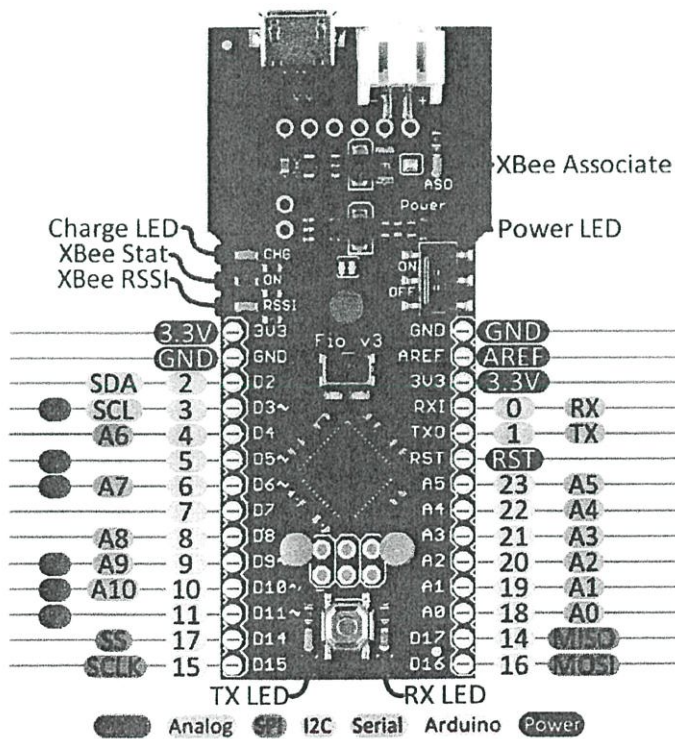 - +
XBee Associate
ASO
Power
Charge LED
XBee Stat
XBee RSSI
CHG
ON
RSSI
Power LED
ON
OFF
Fio v3
3.3V 3V3 GND GND
GND GND AREF AREF
SDA 2 D2 3V3 3.3V
SCL 3 D3~ RXI 0 RX
A6 4 D4 TXO 1 TX
5 D5~ RST RST
A7 6 D6~ A5 23 A5
7 D7 A4 22 A4
A8 8 D8 A3 21 A3
A9 9 D9~ A2 20 A2
A10 10 D10~ A1 19 A1
11 D11~ A0 18 A0
SS 17 D14 D17 14 MISO
SCLK 15 D15 D16 16 MOSI
TX LED RX LED
Analog SPI I2C Serial Arduino Power